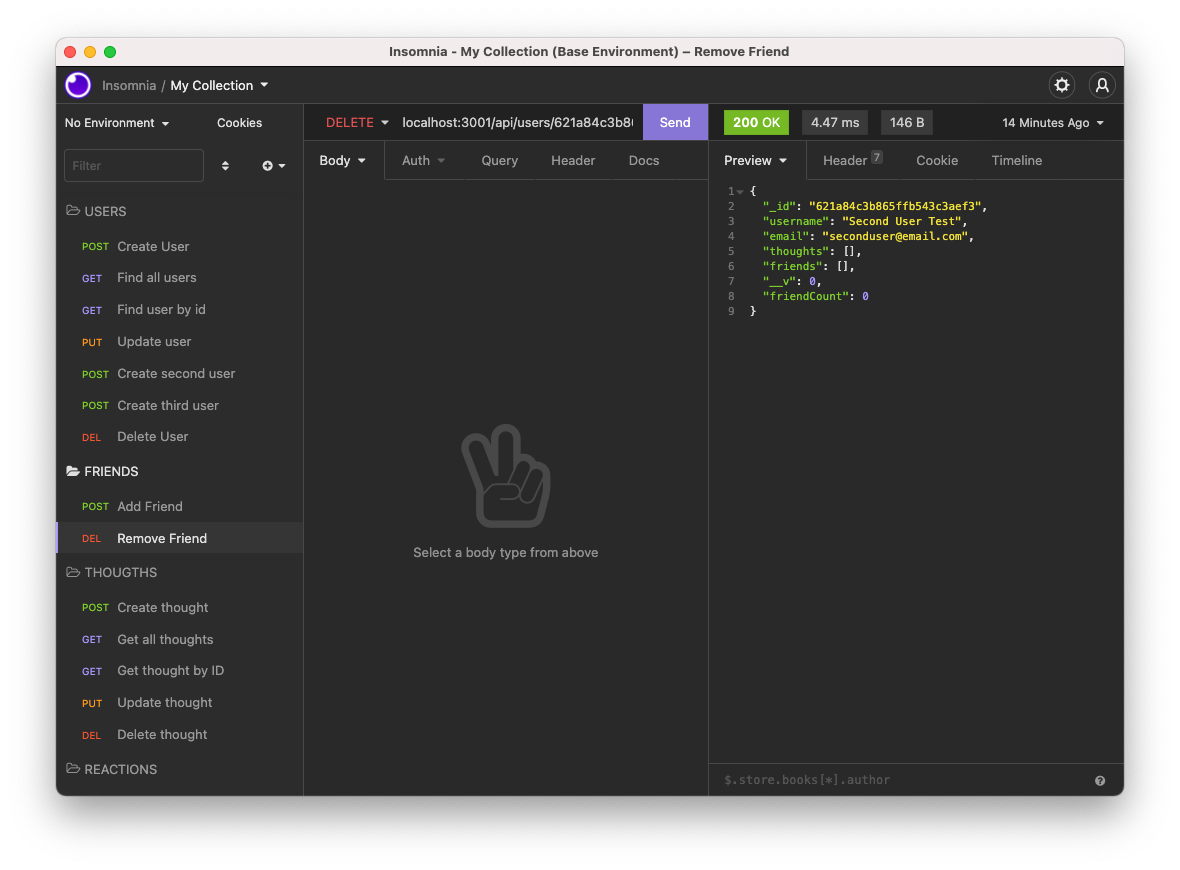 Insomnia - My Collection (Base Environment) – Remove Friend
Insomnia / My Collection
No Environment Cookies
Filter
USERS
POST Create User
GET Find all users
GET Find user by id
PUT Update user
POST Create second user
POST Create third user
DEL Delete User
FRIENDS
POST Add Friend
DEL Remove Friend
THOUGTHS
POST Create thought
GET Get all thoughts
GET Get thought by ID
PUT Update thought
DEL Delete thought
REACTIONS
DELETE localhost:3001/api/users/621a84c3b8 Send
Body Auth Query Header Docs
Select a body type from above
200 OK 4.47 ms 146 B 14 Minutes Ago
Preview Header 7 Cookie Timeline
1 {
2 "_id": "621a84c3b865ffb543c3aef3",
3 "username": "Second User Test",
4 "email": "seconduser@email.com",
5 "thoughts": [],
6 "friends": [],
7 "__v": 0,
8 "friendCount": 0
9 }
$.store.books[*].author